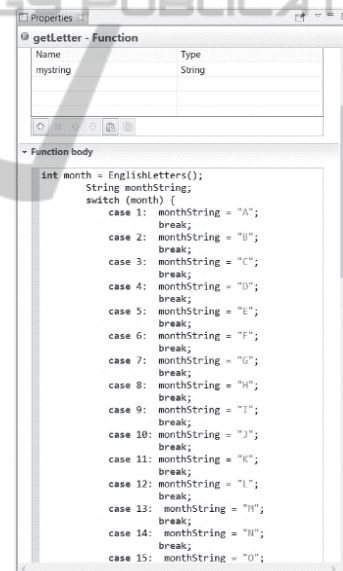 Properties
getLetter - Function
Name Type
mystring String
Function body
int month = EnglishLetters();
String monthString;
switch (month) {
case 1: monthString = "A";
break;
case 2: monthString = "B";
break;
case 3: monthString = "C";
break;
case 4: monthString = "D";
break;
case 5: monthString = "E";
break;
case 6: monthString = "F";
break;
case 7: monthString = "G";
break;
case 8: monthString = "H";
break;
case 9: monthString = "I";
break;
case 10: monthString = "J";
break;
case 11: monthString = "K";
break;
case 12: monthString = "L";
break;
case 13: monthString = "M";
break;
case 14: monthString = "N";
break;
case 15: monthString = "O";